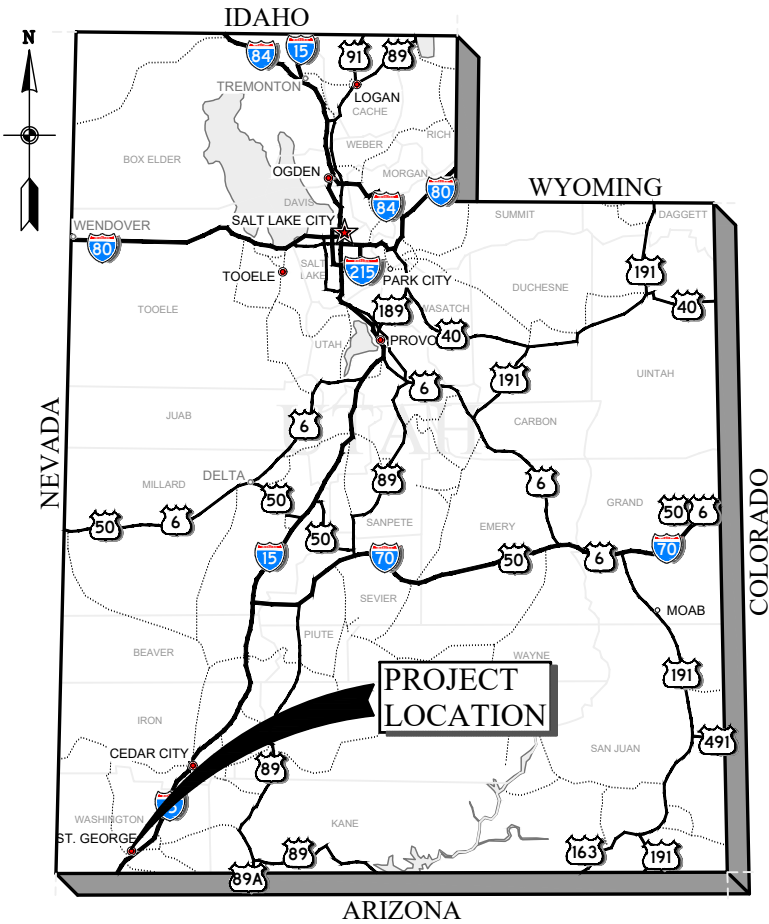 IDAHO
N
84
15
91
89
TREMONTON
LOGAN
CACHE
RICH
WEBER
BOX ELDER
OGDEN
MORGAN
80
WYOMING
DAVIS
84
SUMMIT
DAGGETT
SALT LAKE CITY
WENDOVER
80
215
SALT
LAKE
TOOELE
PARK CITY
191
DUCHESNE
40
TOOELE
189
WASATCH
40
UTAH
PROVO
191
UINTAH
6
NEVADA
JUAB
6
CARBON
UTAH
DELTA
MILLARD
50
89
6
GRAND
50
6
50
6
50
SANPETE
EMERY
COLORADO
15
70
50
6
70
SEVIER
MOAB
PIUTE
BEAVER
WAYNE
PROJECT
LOCATION
191
IRON
491
CEDAR CITY
89
SAN JUAN
WASHINGTON
KANE
ST. GEORGE
89
163
191
89A
ARIZONA